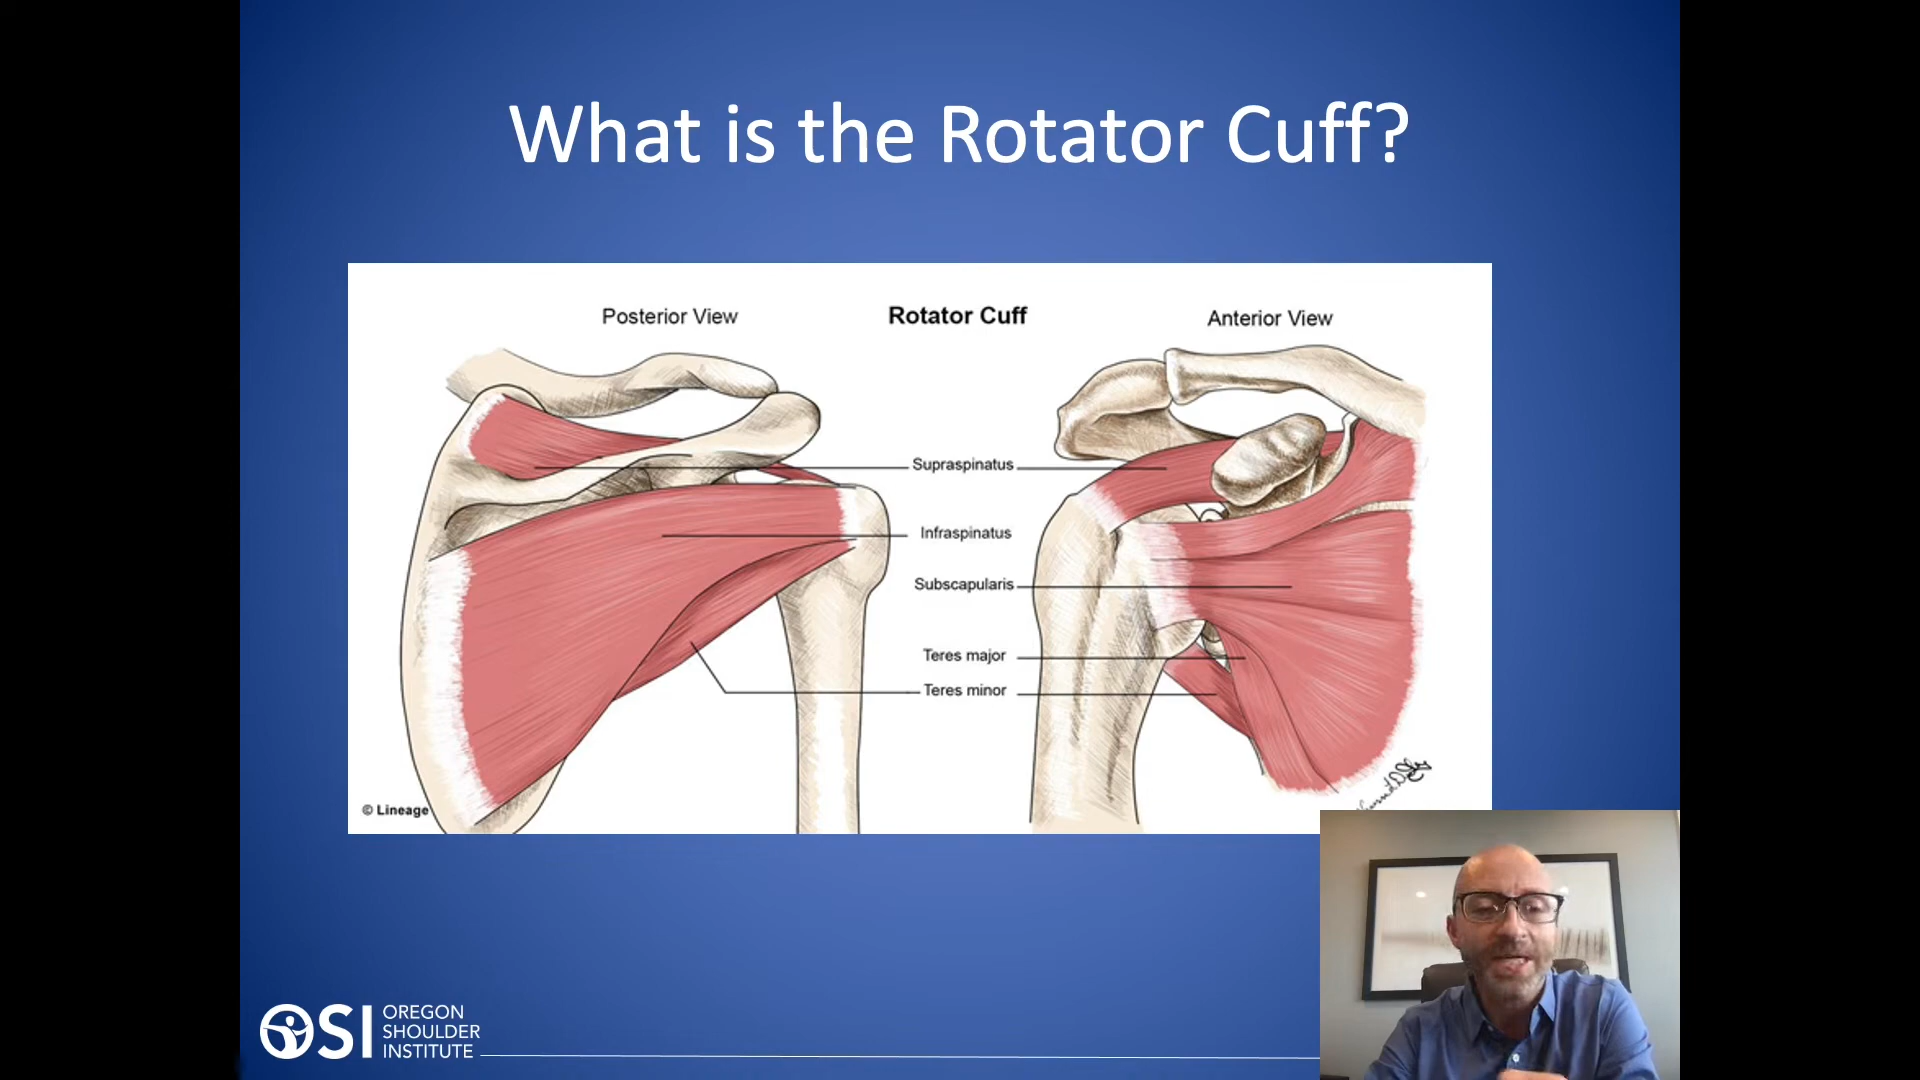 What is the Rotator Cuff?
Posterior View
Rotator Cuff
Anterior View
Supraspinatus
Infraspinatus
Subscapularis
Teres major
Teres minor
© Lineage
OSI
OREGON
SHOULDER
INSTITUTE